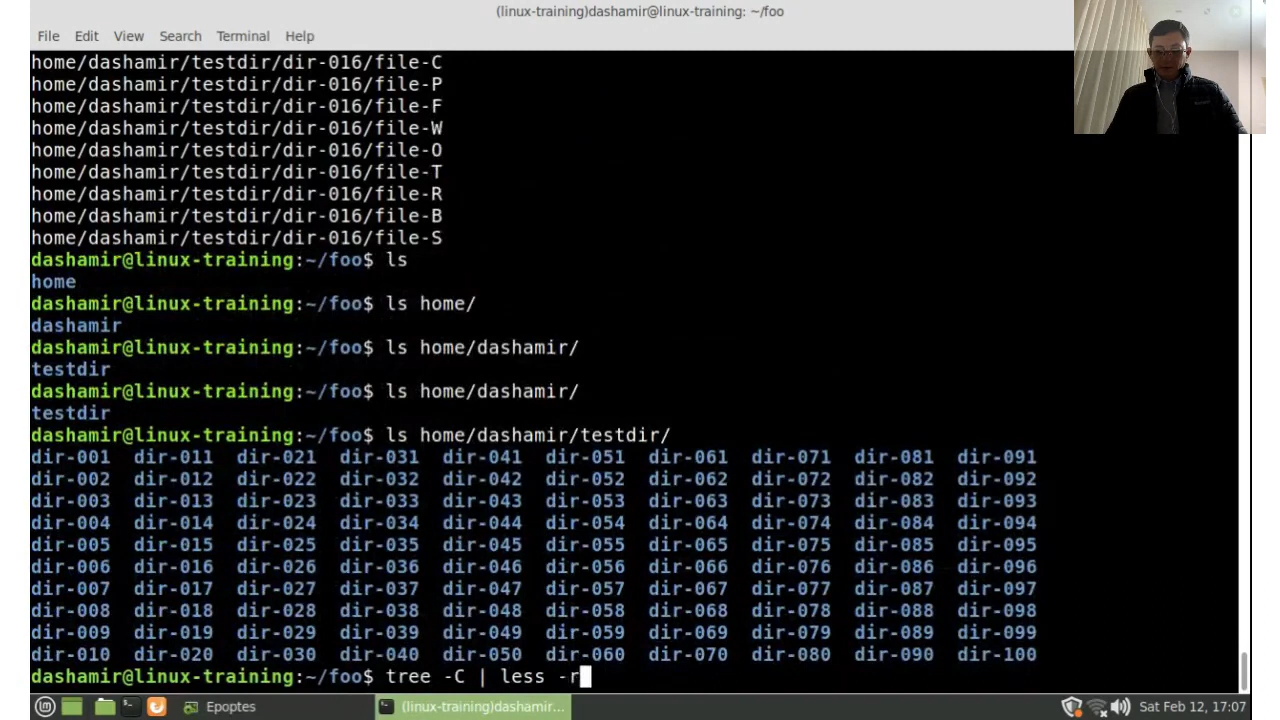 (linux-training)dashamir@linux-training: ~/foo
File Edit View Search Terminal Help
home/dashamir/testdir/dir-016/file-C
home/dashamir/testdir/dir-016/file-P
home/dashamir/testdir/dir-016/file-F
home/dashamir/testdir/dir-016/file-W
home/dashamir/testdir/dir-016/file-O
home/dashamir/testdir/dir-016/file-T
home/dashamir/testdir/dir-016/file-R
home/dashamir/testdir/dir-016/file-B
home/dashamir/testdir/dir-016/file-S
dashamir@linux-training:~/foo$ ls
home
dashamir@linux-training:~/foo$ ls home/
dashamir
dashamir@linux-training:~/foo$ ls home/dashamir/
testdir
dashamir@linux-training:~/foo$ ls home/dashamir/
testdir
dashamir@linux-training:~/foo$ ls home/dashamir/testdir/
dir-001 dir-011 dir-021 dir-031 dir-041 dir-051 dir-061 dir-071 dir-081 dir-091
dir-002 dir-012 dir-022 dir-032 dir-042 dir-052 dir-062 dir-072 dir-082 dir-092
dir-003 dir-013 dir-023 dir-033 dir-043 dir-053 dir-063 dir-073 dir-083 dir-093
dir-004 dir-014 dir-024 dir-034 dir-044 dir-054 dir-064 dir-074 dir-084 dir-094
dir-005 dir-015 dir-025 dir-035 dir-045 dir-055 dir-065 dir-075 dir-085 dir-095
dir-006 dir-016 dir-026 dir-036 dir-046 dir-056 dir-066 dir-076 dir-086 dir-096
dir-007 dir-017 dir-027 dir-037 dir-047 dir-057 dir-067 dir-077 dir-087 dir-097
dir-008 dir-018 dir-028 dir-038 dir-048 dir-058 dir-068 dir-078 dir-088 dir-098
dir-009 dir-019 dir-029 dir-039 dir-049 dir-059 dir-069 dir-079 dir-089 dir-099
dir-010 dir-020 dir-030 dir-040 dir-050 dir-060 dir-070 dir-080 dir-090 dir-100
dashamir@linux-training:~/foo$ tree -C | less -r
Epoptes (linux-training)dashamir... Sat Feb 12, 17:07